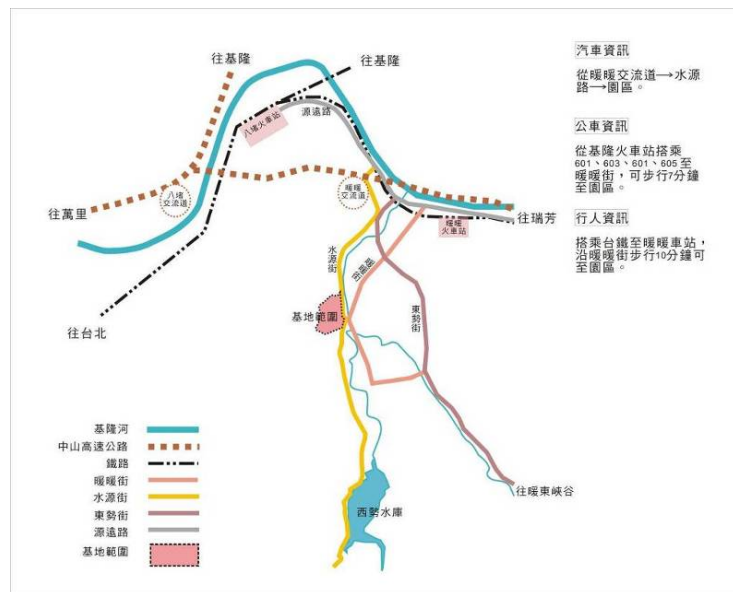 往基隆
往基隆
源遠路
八堵火車站
八堵
交流道
暖暖
交流道
往萬里
往瑞芳
暖暖
火車站
水源街
暖暖街
東勢街
基地範圍
往台北
往暖東峽谷
西勢水庫
基隆河
中山高速公路
鐵路
暖暖街
水源街
東勢街
源遠路
基地範圍
汽車資訊
從暖暖交流道→水源
路→園區。
公車資訊
從基隆火車站搭乘
601、603、601、605至
暖暖街,可步行7分鐘
至園區。
行人資訊
搭乘台鐵至暖暖車站,
沿暖暖街步行10分鐘可
至園區。